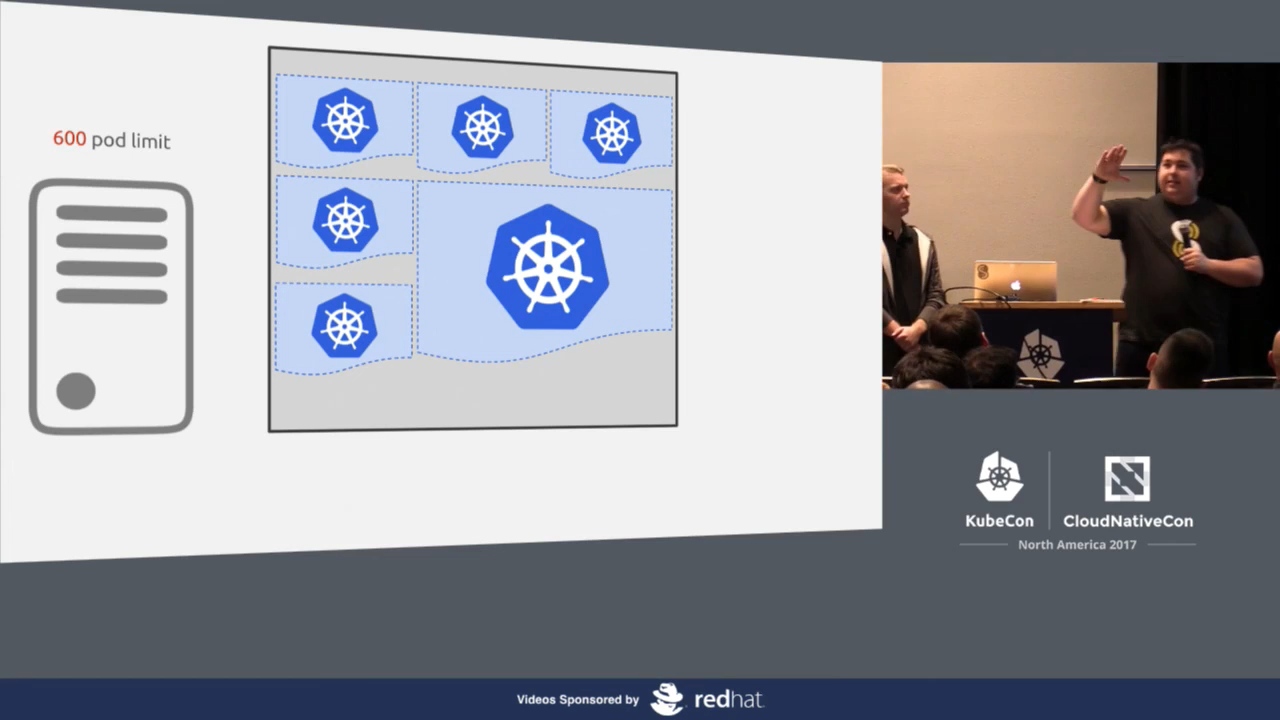 600 pod limit
KubeCon
CloudNativeCon
North America 2017
Videos Sponsored by redhat